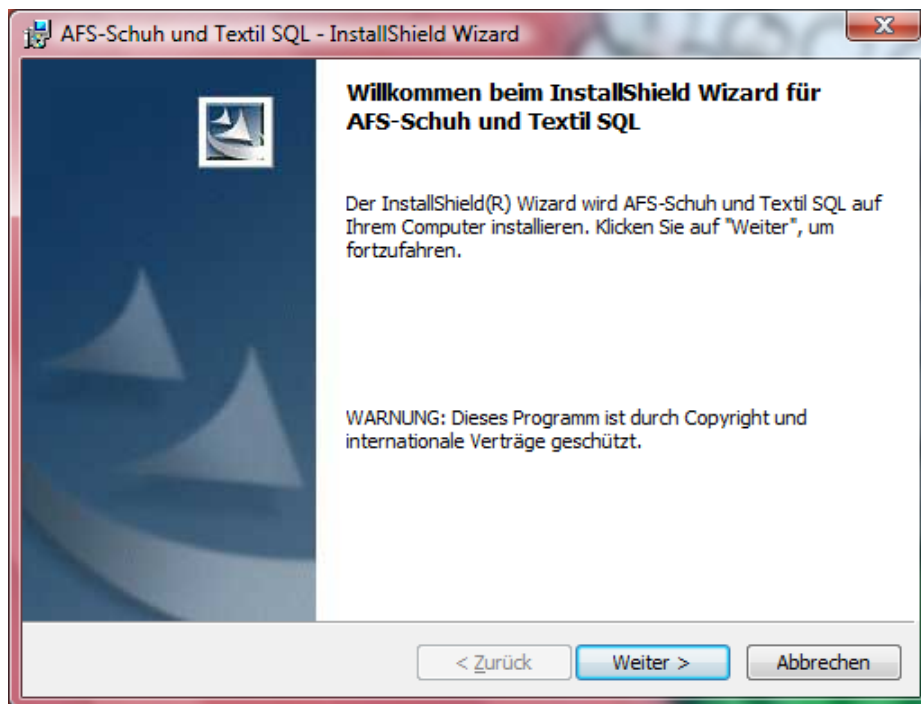 AFS-Schuh und Textil SQL - InstallShield Wizard
Willkommen beim InstallShield Wizard für
AFS-Schuh und Textil SQL
Der InstallShield(R) Wizard wird AFS-Schuh und Textil SQL auf
Ihrem Computer installieren. Klicken Sie auf "Weiter", um
fortzufahren.
WARNUNG: Dieses Programm ist durch Copyright und
internationale Verträge geschützt.
< Zurück Weiter > Abbrechen